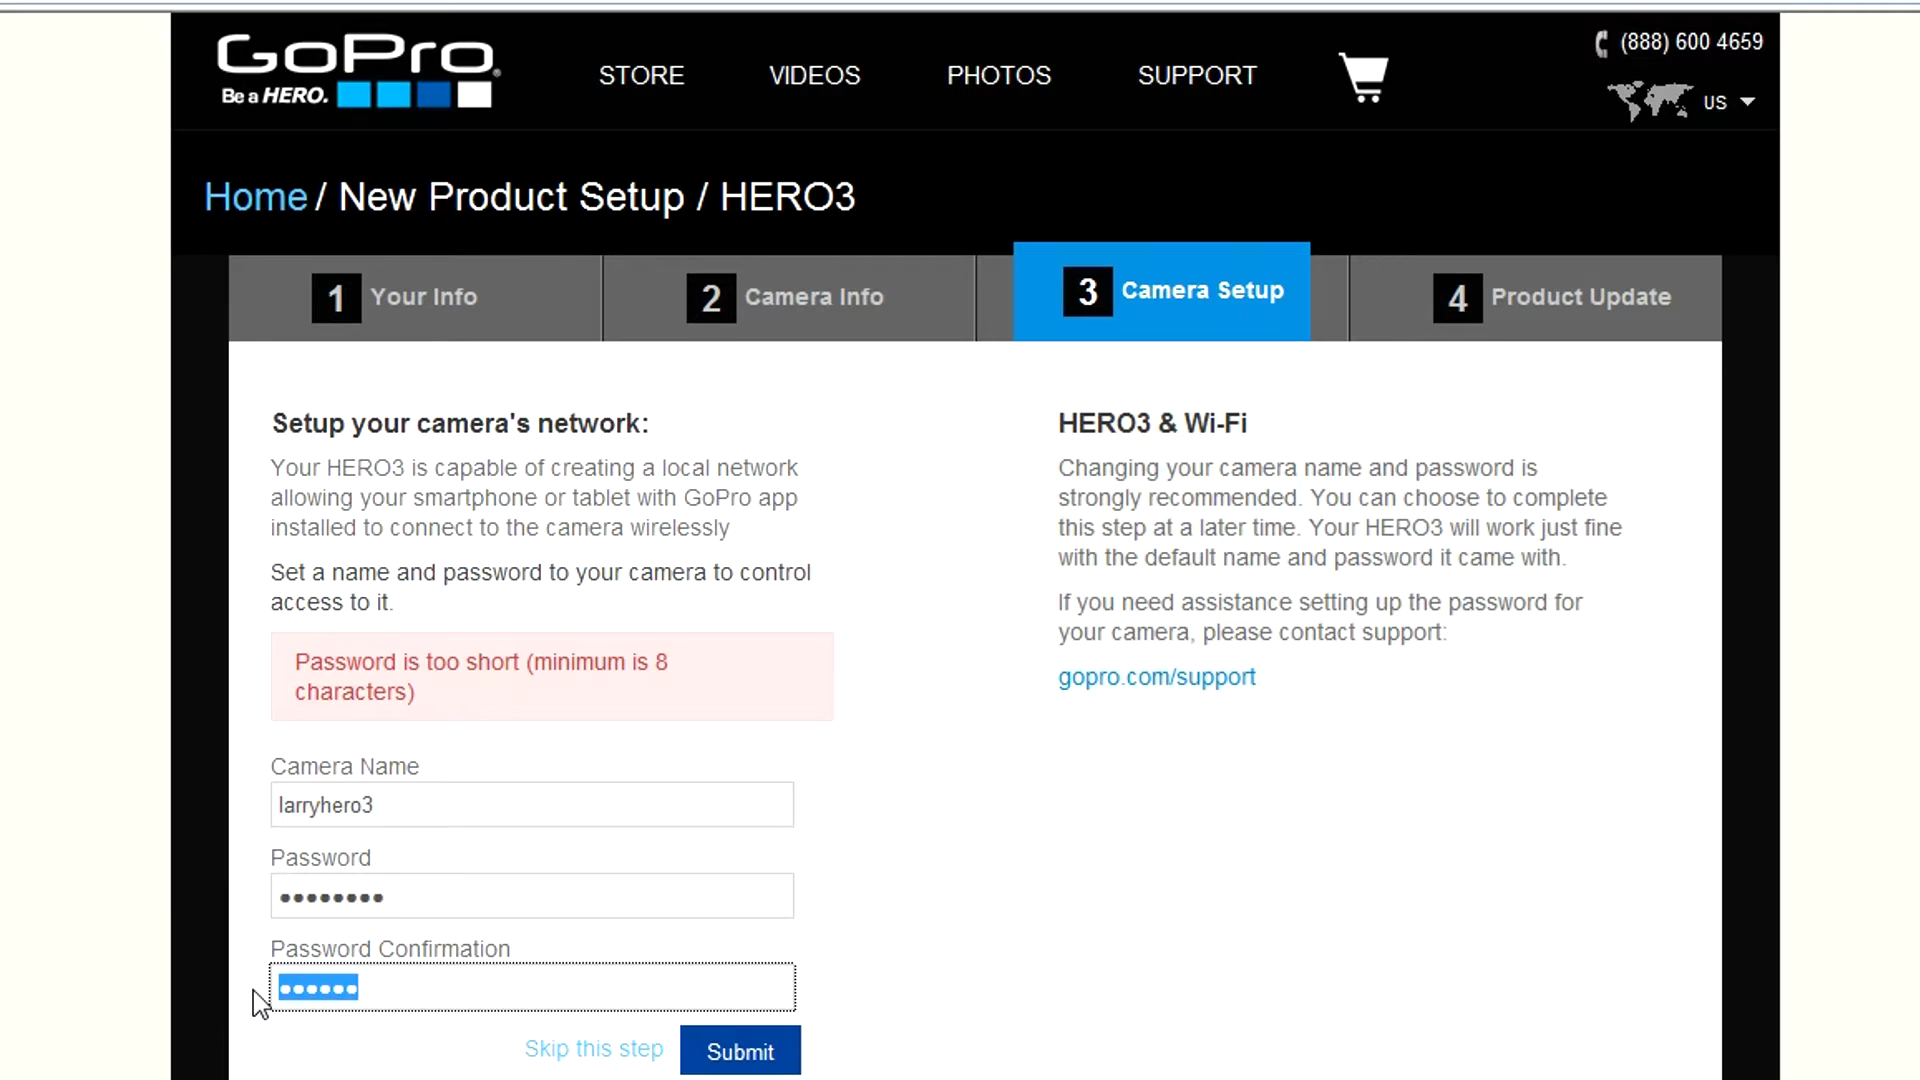 GoPro
Be a HERO.
STORE
VIDEOS
PHOTOS
SUPPORT
(888) 600 4659
US
Home / New Product Setup / HERO3
1 Your Info
2 Camera Info
3 Camera Setup
4 Product Update
Setup your camera's network:
Your HERO3 is capable of creating a local network
allowing your smartphone or tablet with GoPro app
installed to connect to the camera wirelessly
Set a name and password to your camera to control
access to it.
Password is too short (minimum is 8
characters)
Camera Name
larryhero3
Password
••••••••
Password Confirmation
••••••
Skip this step
Submit
HERO3 & Wi-Fi
Changing your camera name and password is
strongly recommended. You can choose to complete
this step at a later time. Your HERO3 will work just fine
with the default name and password it came with.
If you need assistance setting up the password for
your camera, please contact support:
gopro.com/support